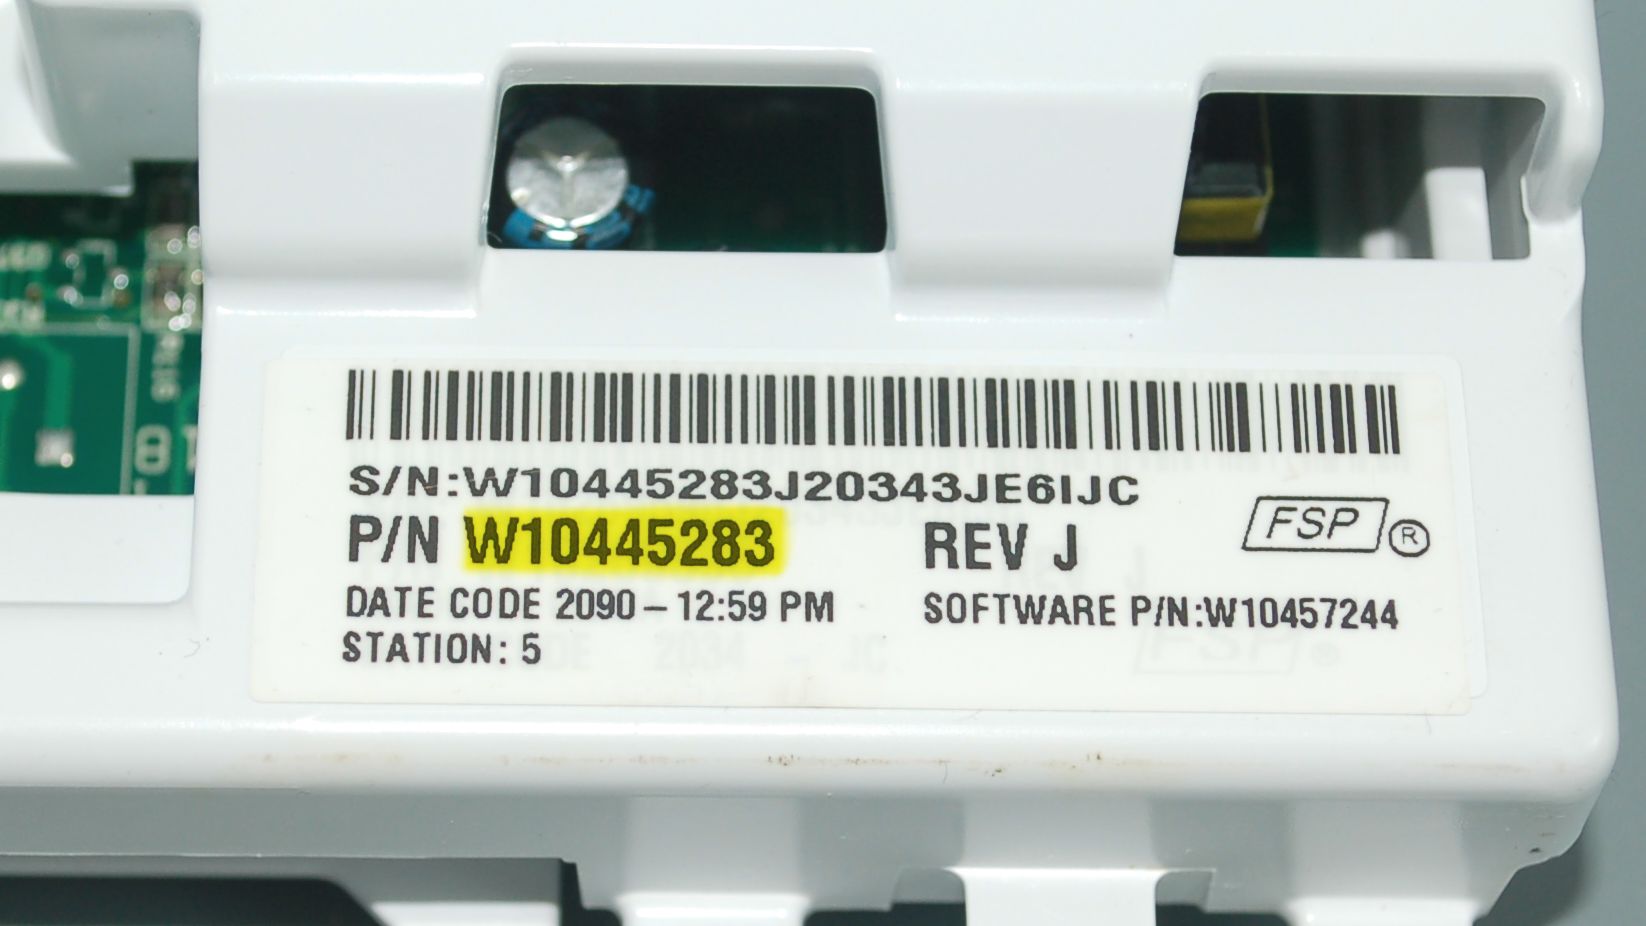 S/N:W10445283J20343JE6IJC
P/N W10445283 REV J FSP ®
DATE CODE 2090 – 12:59 PM SOFTWARE P/N:W10457244
STATION: 5